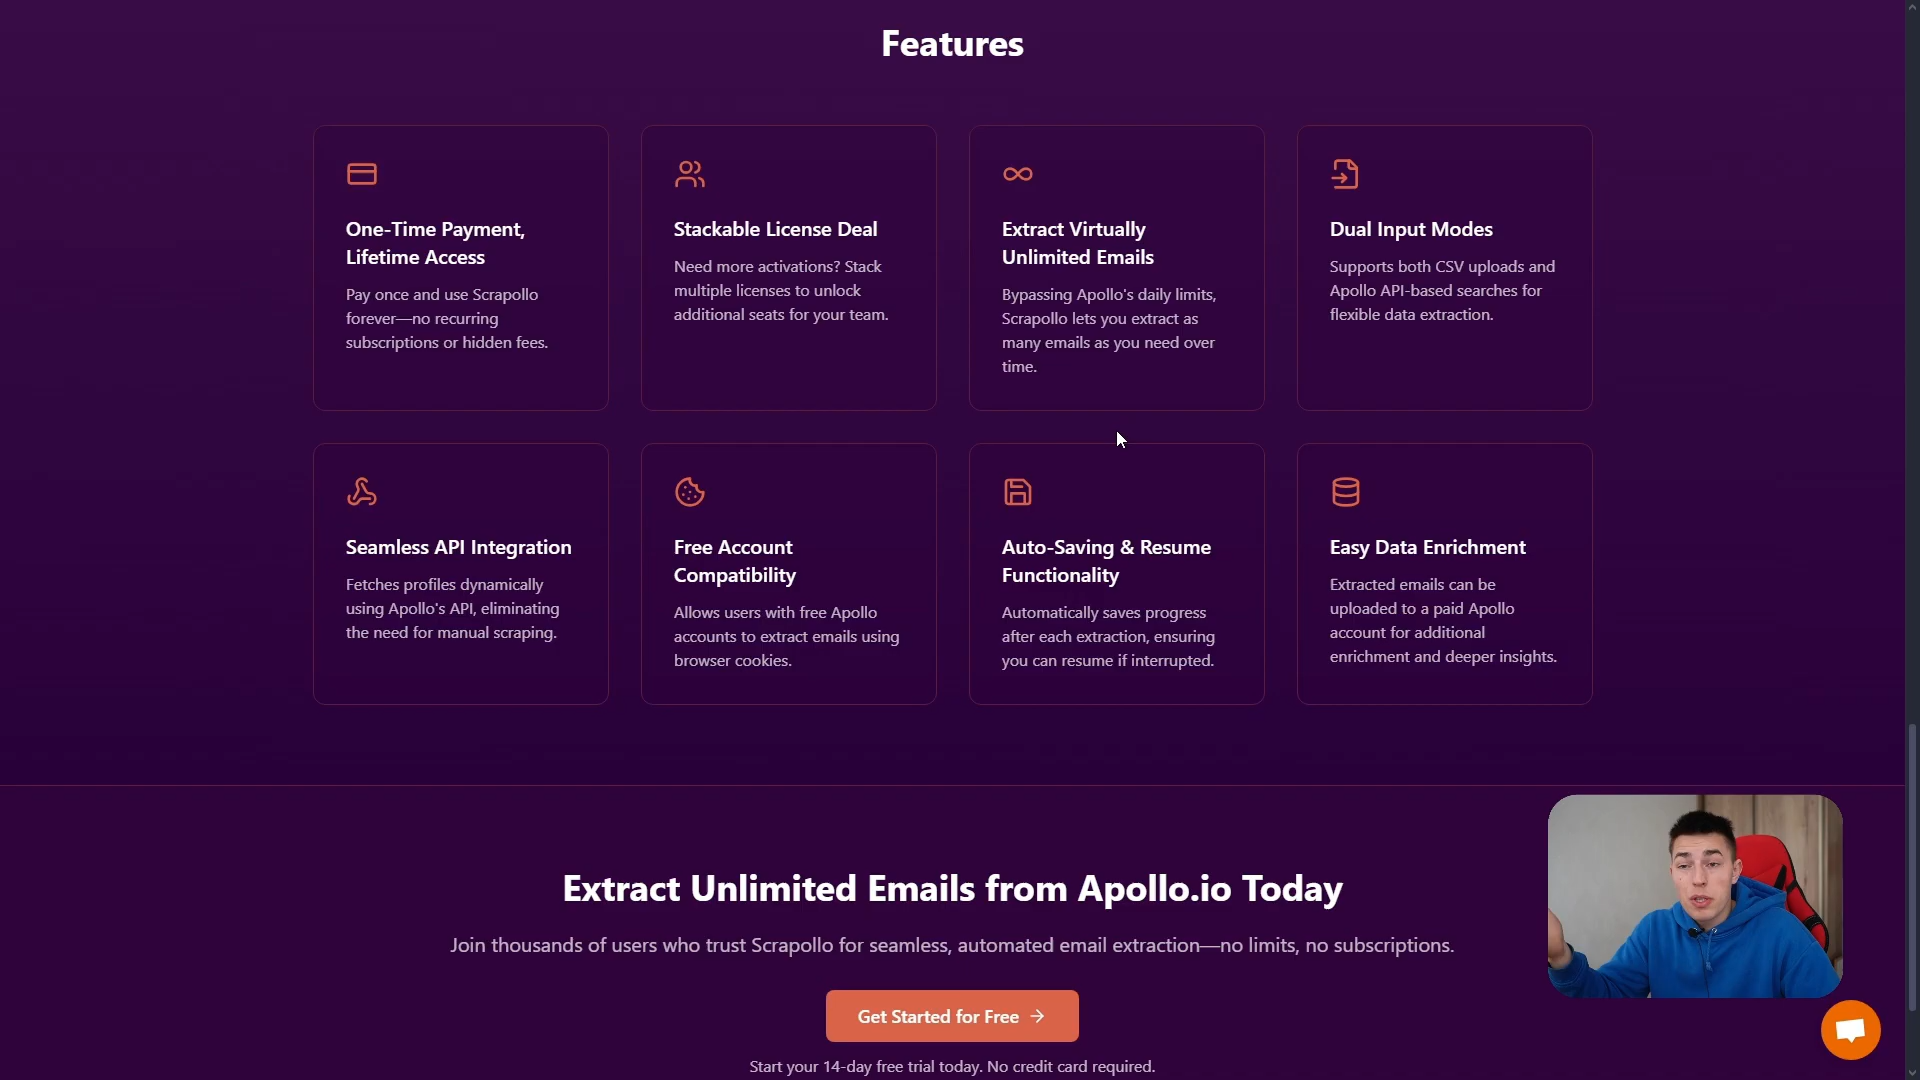 Features
One-Time Payment,
Lifetime Access
Pay once and use Scrapollo
forever—no recurring
subscriptions or hidden fees.
Stackable License Deal
Need more activations? Stack
multiple licenses to unlock
additional seats for your team.
Extract Virtually
Unlimited Emails
Bypassing Apollo's daily limits,
Scrapollo lets you extract as
many emails as you need over
time.
Dual Input Modes
Supports both CSV uploads and
Apollo API-based searches for
flexible data extraction.
Seamless API Integration
Fetches profiles dynamically
using Apollo's API, eliminating
the need for manual scraping.
Free Account
Compatibility
Allows users with free Apollo
accounts to extract emails using
browser cookies.
Auto-Saving & Resume
Functionality
Automatically saves progress
after each extraction, ensuring
you can resume if interrupted.
Easy Data Enrichment
Extracted emails can be
uploaded to a paid Apollo
account for additional
enrichment and deeper insights.
Extract Unlimited Emails from Apollo.io Today
Join thousands of users who trust Scrapollo for seamless, automated email extraction—no limits, no subscriptions.
Get Started for Free →
Start your 14-day free trial today. No credit card required.